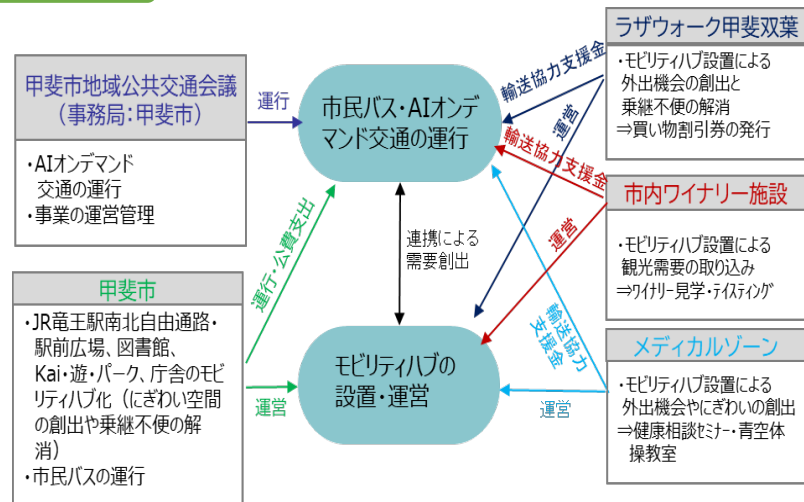 甲斐市地域公共交通会議
（事務局：甲斐市）
・AIオンデマンド
交通の運行
・事業の運営管理
運行
市民バス・AIオンデ
マンド交通の運行
輸送協力支援金
運営
ラザウォーク甲斐双葉
・モビリティハブ設置による
外出機会の創出と
乗継不便の解消
⇒買い物割引券の発行
輸送協力支援金
運営
市内ワイナリー施設
・モビリティハブ設置による
観光需要の取り込み
⇒ワイナリー見学・テイスティング
連携による
需要創出
運行・公費支出
甲斐市
・JR竜王駅南北自由通路・
駅前広場、図書館、
Kai・遊・パーク、庁舎のモビ
リティハブ化（にぎわい空間
の創出や乗継不便の解
消）
・市民バスの運行
運営
モビリティハブの
設置・運営
輸送協力
支援金
運営
メディカルゾーン
・モビリティハブ設置による
外出機会やにぎわいの創出
⇒健康相談セミナー・青空体
操教室